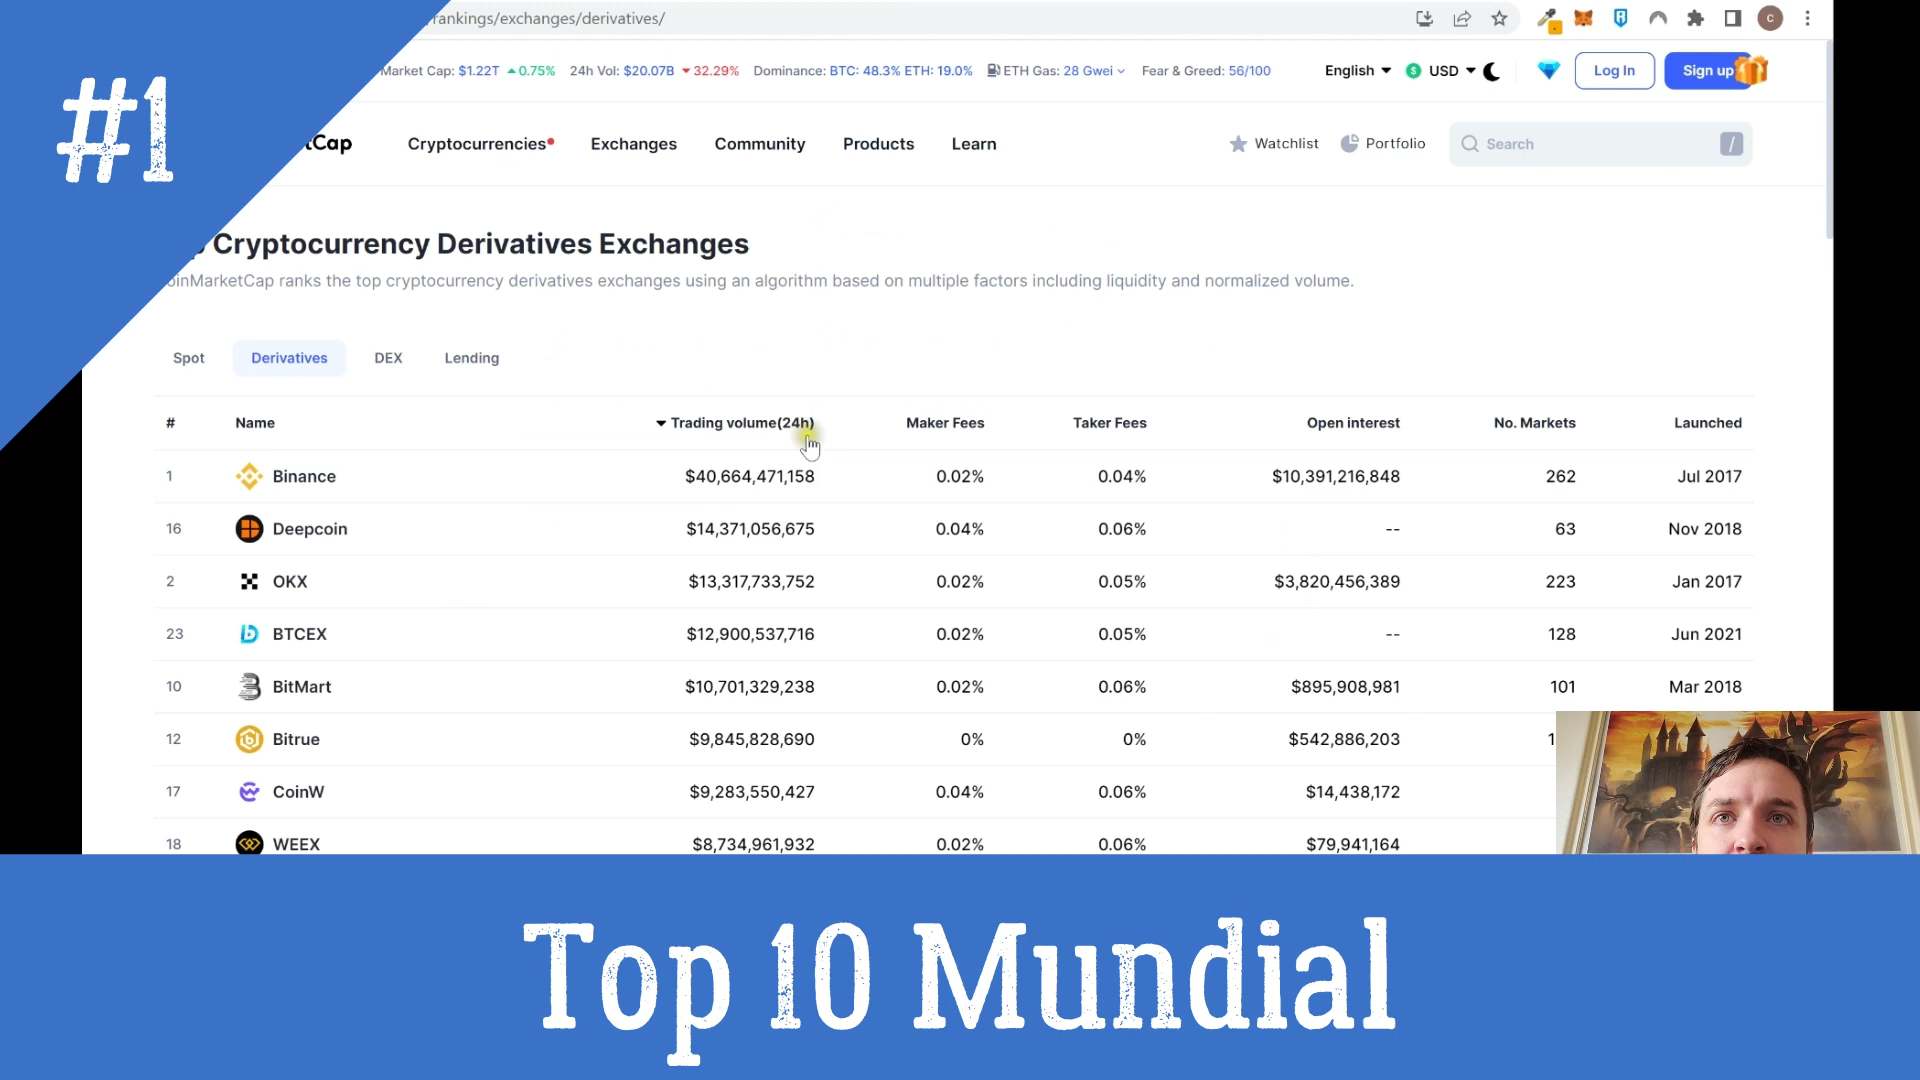 #1
rankings/exchanges/derivatives/
C
Market Cap: $1.22T 0.75% 24h Vol: $20.07B 32.29% Dominance: BTC: 48.3% ETH: 19.0% ETH Gas: 28 Gwei Fear & Greed: 56/100
English $ USD Log In Sign up
tCap Cryptocurrencies Exchanges Community Products Learn Watchlist Portfolio Search /
Cryptocurrency Derivatives Exchanges
inMarketCap ranks the top cryptocurrency derivatives exchanges using an algorithm based on multiple factors including liquidity and normalized volume.
Spot Derivatives DEX Lending
# Name Trading volume(24h) Maker Fees Taker Fees Open interest No. Markets Launched
1 Binance $40,664,471,158 0.02% 0.04% $10,391,216,848 262 Jul 2017
16 Deepcoin $14,371,056,675 0.04% 0.06% -- 63 Nov 2018
2 OKX $13,317,733,752 0.02% 0.05% $3,820,456,389 223 Jan 2017
23 BTCEX $12,900,537,716 0.02% 0.05% -- 128 Jun 2021
10 BitMart $10,701,329,238 0.02% 0.06% $895,908,981 101 Mar 2018
12 Bitrue $9,845,828,690 0% 0% $542,886,203 1
17 CoinW $9,283,550,427 0.04% 0.06% $14,438,172
18 WEEX $8,734,961,932 0.02% 0.06% $79,941,164
Top 10 Mundial